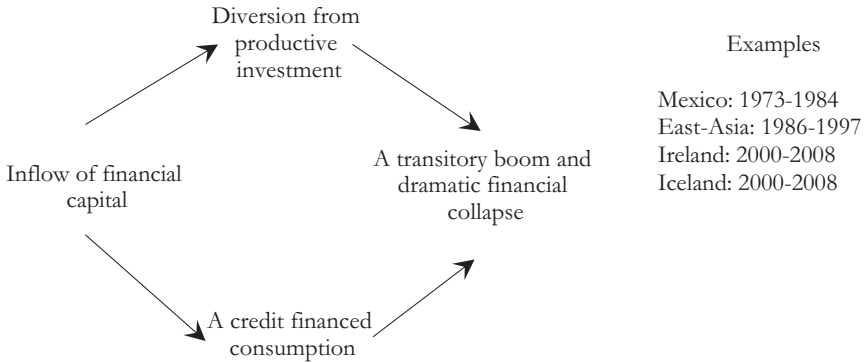 Diversion from
productive
investment
Inflow of financial
capital
A transitory boom and
dramatic financial
collapse
A credit financed
consumption
Examples
Mexico: 1973-1984
East-Asia: 1986-1997
Ireland: 2000-2008
Iceland: 2000-2008